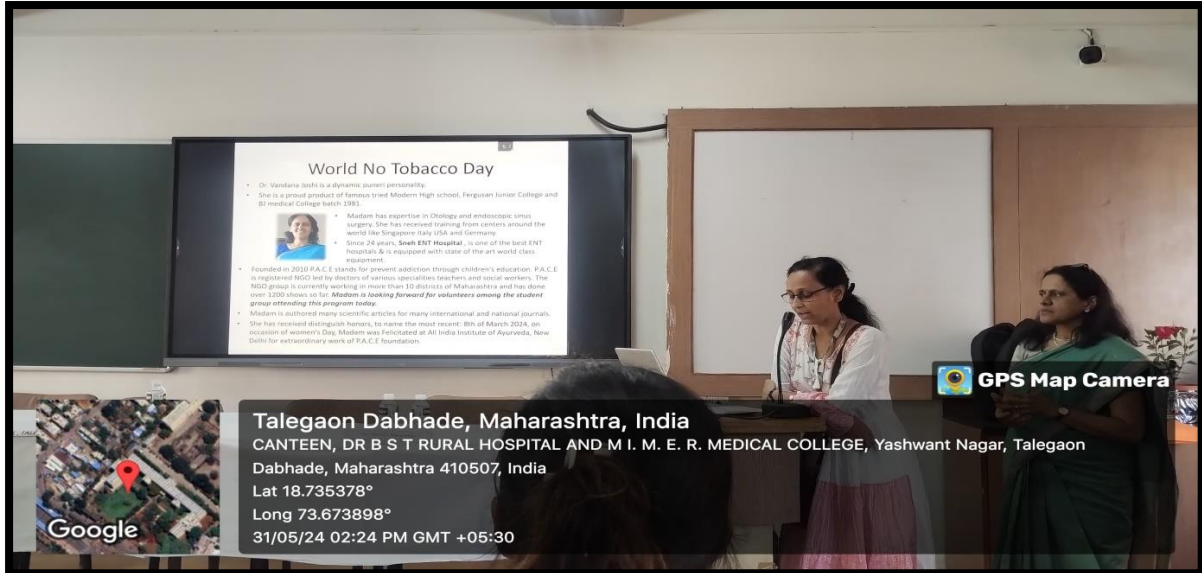 World No Tobacco Day
• Dr. Vandana Joshi is a dynamic puneri personality.
• She is a proud product of famous tried Modern High school, Fergusan Junior College and
BJ medical College batch 1981.
• Madam has expertise in Otology and endoscopic sinus
surgery. She has received training from centers around the
world like Singapore Italy USA and Germany.
• Since 24 years, Sneh ENT Hospital , is one of the best ENT
hospitals & is equipped with state of the art world class
equipment.
• Founded in 2010 P.A.C.E stands for prevent addiction through children's education. P.A.C.E
is registered NGO led by doctors of various specialities teachers and social workers. The
NGO group is currently working in more than 10 districts of Maharashtra and has done
over 1200 shows so far. Madam is looking forward for volunteers among the student
group attending this program today.
• Madam is authored many scientific articles for many international and national journals.
• She has received distinguish honors, to name the most recent: 8th of March 2024, on
occasion of women's Day, Madam was Felicitated at All India Institute of Ayurveda, New
Delhi for extraordinary work of P.A.C.E foundation.
GPS Map Camera
Talegaon Dabhade, Maharashtra, India
CANTEEN, DR B S T RURAL HOSPITAL AND M I. M. E. R. MEDICAL COLLEGE, Yashwant Nagar, Talegaon
Dabhade, Maharashtra 410507, India
Lat 18.735378°
Long 73.673898°
31/05/24 02:24 PM GMT +05:30
Google